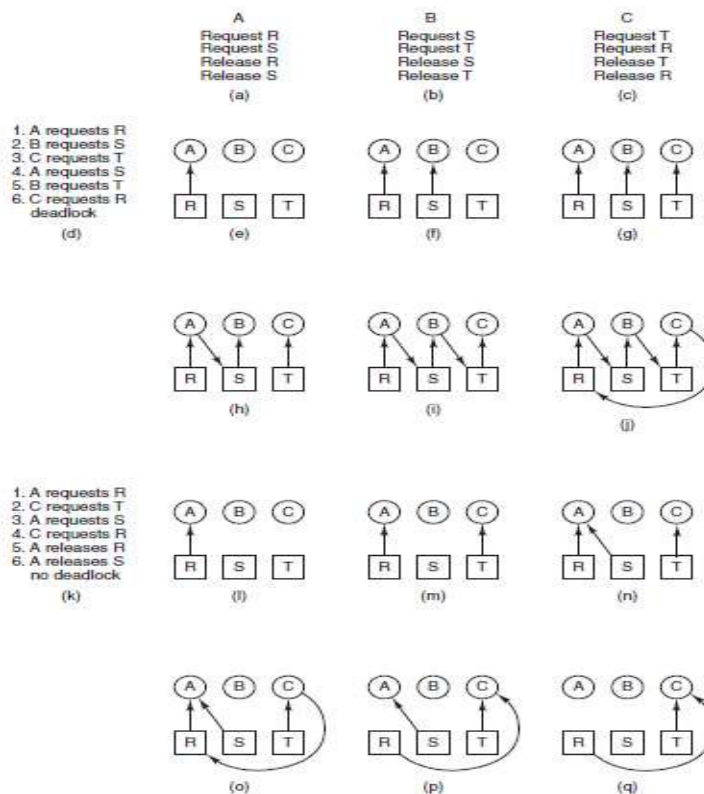 A B C
Request R Request S Request T
Request S Request T Request R
Release R Release S Release T
Release S Release T Release R
(a) (b) (c)
1. A requests R
2. B requests S
3. C requests T
4. A requests S
5. B requests T
6. C requests R
deadlock
(d)
A B C A B C A B C
R S T R S T R S T
(e) (f) (g)
A B C A B C A B C
R S T R S T R S T
(h) (i) (j)
1. A requests R
2. C requests T
3. A requests S
4. C requests R
5. A releases R
6. A releases S
no deadlock
(k)
A B C A B C A B C
R S T R S T R S T
(l) (m) (n)
A B C A B C A B C
R S T R S T R S T
(o) (p) (q)